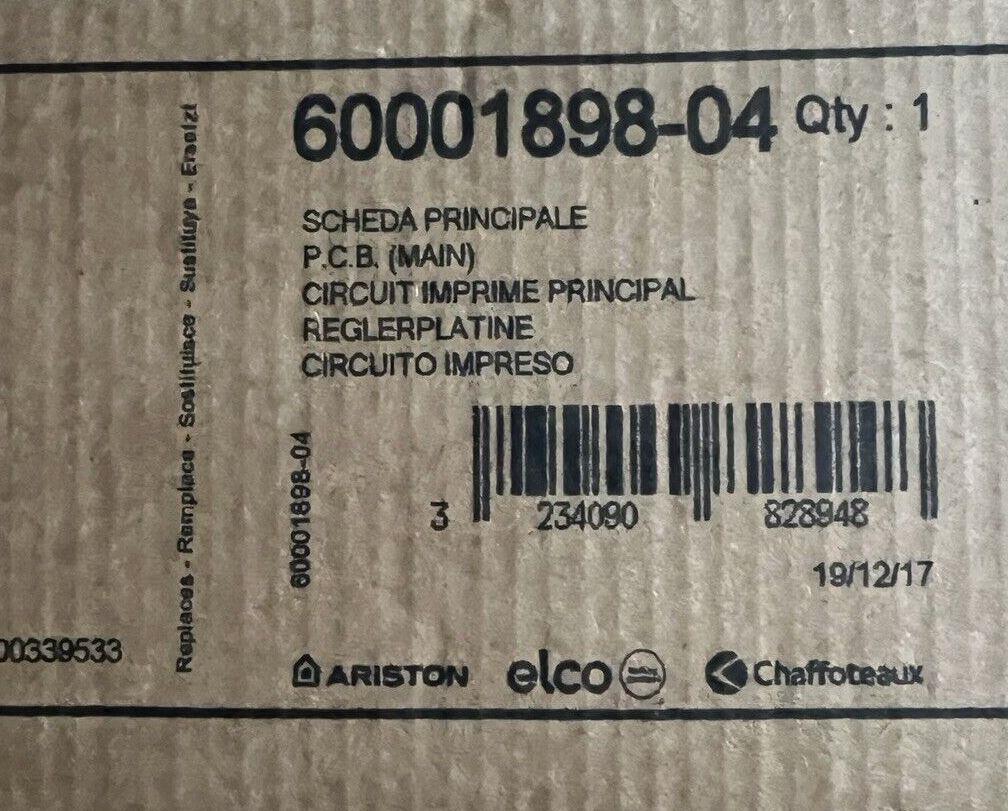 60001898-04 Qty : 1
SCHEDA PRINCIPALE
P.C.B. (MAIN)
CIRCUIT IMPRIME PRINCIPAL
REGLERPLATINE
CIRCUITO IMPRESO
Replaces - Remplace - Sostituisce - Sustituye - Ersetzt
60001898-04
3 234090 828948
19/12/17
00339533
ARISTON elco Chaffoteaux